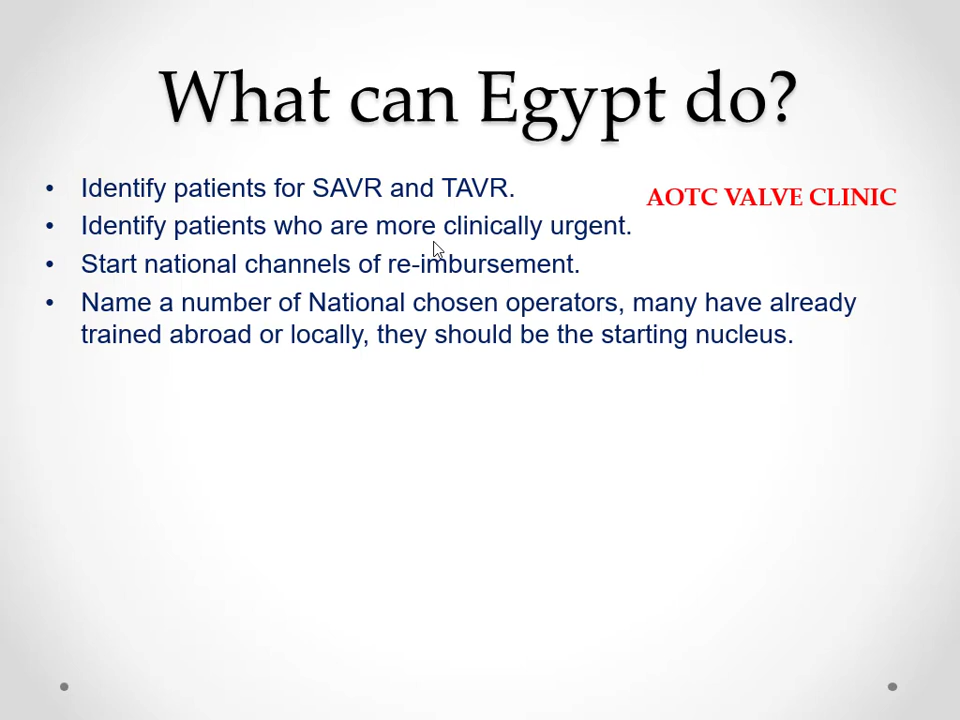 What can Egypt do?
• Identify patients for SAVR and TAVR.
AOTC VALVE CLINIC
• Identify patients who are more clinically urgent.
• Start national channels of re-imbursement.
• Name a number of National chosen operators, many have already
trained abroad or locally, they should be the starting nucleus.